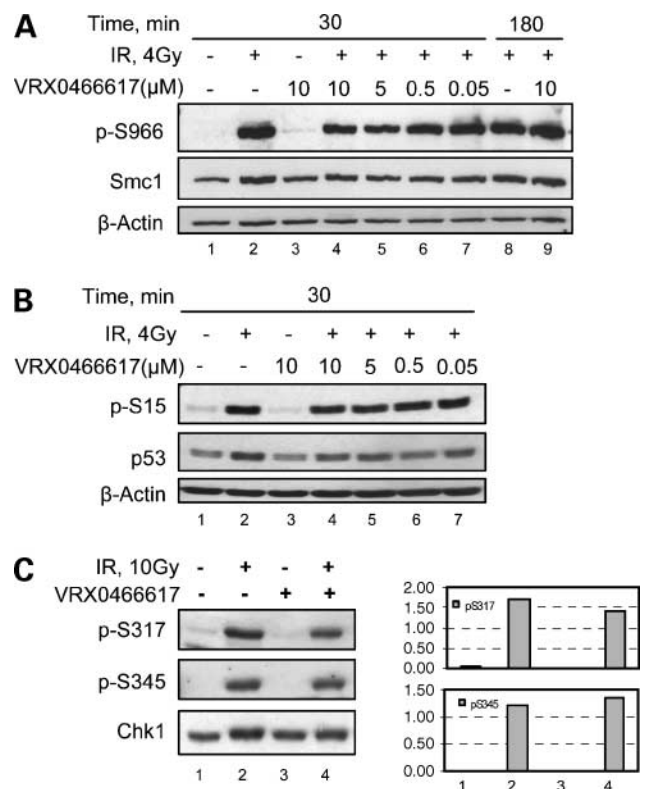 A
Time, min 30 180
IR, 4Gy - + - + + + + + +
VRX0466617(µM) - - 10 10 5 0.5 0.05 - 10
p-S966
Smc1
β-Actin
1 2 3 4 5 6 7 8 9
B
Time, min 30
IR, 4Gy - + - + + + +
VRX0466617(µM) - - 10 10 5 0.5 0.05
p-S15
p53
β-Actin
1 2 3 4 5 6 7
C
IR, 10Gy - + - +
VRX0466617 - - + +
p-S317
p-S345
Chk1
1 2 3 4
2.00
pS317
1.50
1.00
0.50
0.00
1.50
pS345
1.00
0.50
0.00
1 2 3 4